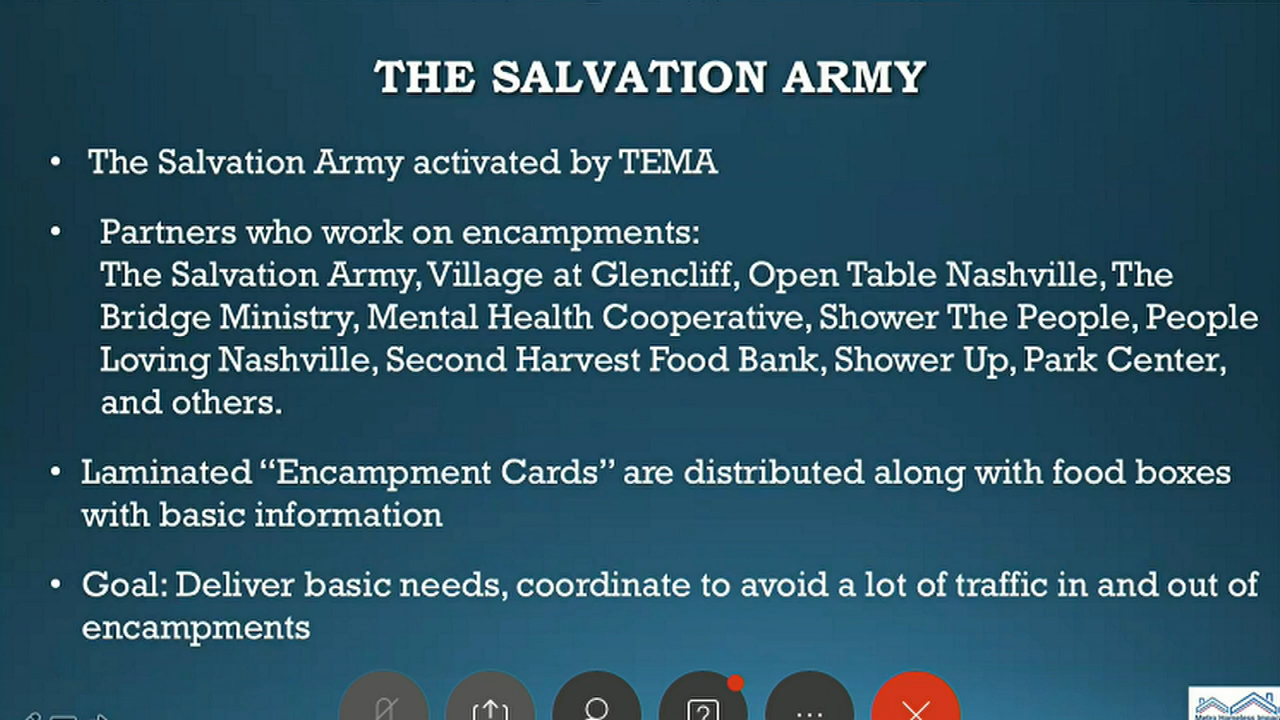 THE SALVATION ARMY
• The Salvation Army activated by TEMA
• Partners who work on encampments:
The Salvation Army, Village at Glencliff, Open Table Nashville, The
Bridge Ministry, Mental Health Cooperative, Shower The People, People
Loving Nashville, Second Harvest Food Bank, Shower Up, Park Center,
and others.
• Laminated “Encampment Cards” are distributed along with food boxes
with basic information
• Goal: Deliver basic needs, coordinate to avoid a lot of traffic in and out of
encampments
?
Metro Homeless